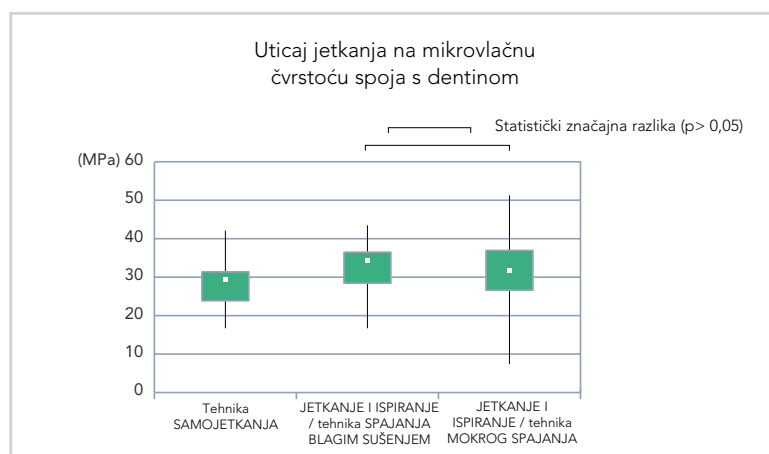 Uticaj jetkanja na mikrovlačnu
čvrstoću spoja s dentinom
Statistički značajna razlika (p> 0,05)
(MPa) 60
50
40
30
20
10
0
Tehnika
SAMOJETKANJA
JETKANJE I ISPIRANJE
/ tehnika SPAJANJA
BLAGIM SUŠENJEM
JETKANJE I
ISPIRANJE / tehnika
MOKROG SPAJANJA